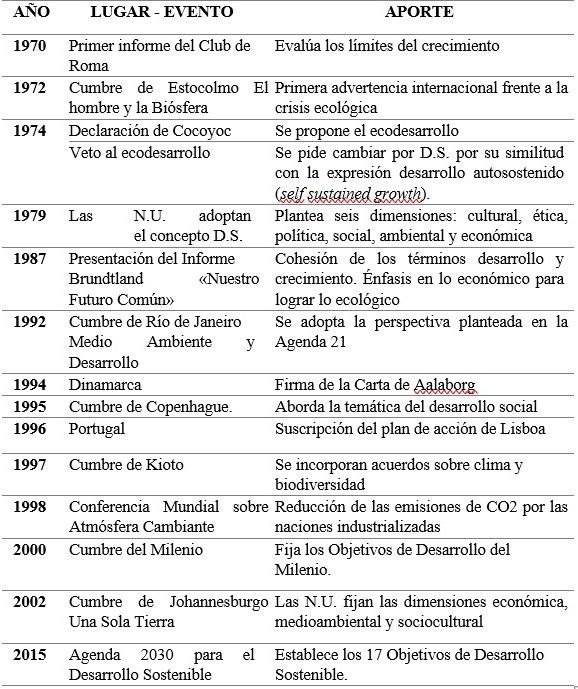 AÑO LUGAR - EVENTO APORTE
1970 Primer informe del Club de Evalúa los límites del crecimiento
Roma
1972 Cumbre de Estocolmo El Primera advertencia internacional frente a la
hombre y la Biósfera crisis ecológica
1974 Declaración de Cocoyoc Se propone el ecodesarrollo
Veto al ecodesarrollo Se pide cambiar por D.S. por su similitud
con la expresión desarrollo autosostenido
(self sustained growth).
1979 Las N.U. adoptan Plantea seis dimensiones: cultural, ética,
el concepto D.S. política, social, ambiental y económica
1987 Presentación del Informe Cohesión de los términos desarrollo y
Brundtland «Nuestro crecimiento. Énfasis en lo económico para
Futuro Común» lograr lo ecológico
1992 Cumbre de Río de Janeiro Se adopta la perspectiva planteada en la
Medio Ambiente y Agenda 21
Desarrollo
1994 Dinamarca Firma de la Carta de Aalaborg
1995 Cumbre de Copenhague. Aborda la temática del desarrollo social
1996 Portugal Suscripción del plan de acción de Lisboa
1997 Cumbre de Kioto Se incorporan acuerdos sobre clima y
biodiversidad
1998 Conferencia Mundial sobre Reducción de las emisiones de CO2 por las
Atmósfera Cambiante naciones industrializadas
2000 Cumbre del Milenio Fija los Objetivos de Desarrollo del
Milenio.
2002 Cumbre de Johannesburgo Las N.U. fijan las dimensiones económica,
Una Sola Tierra medioambiental y sociocultural
2015 Agenda 2030 para el Establece los 17 Objetivos de Desarrollo
Desarrollo Sostenible Sostenible.